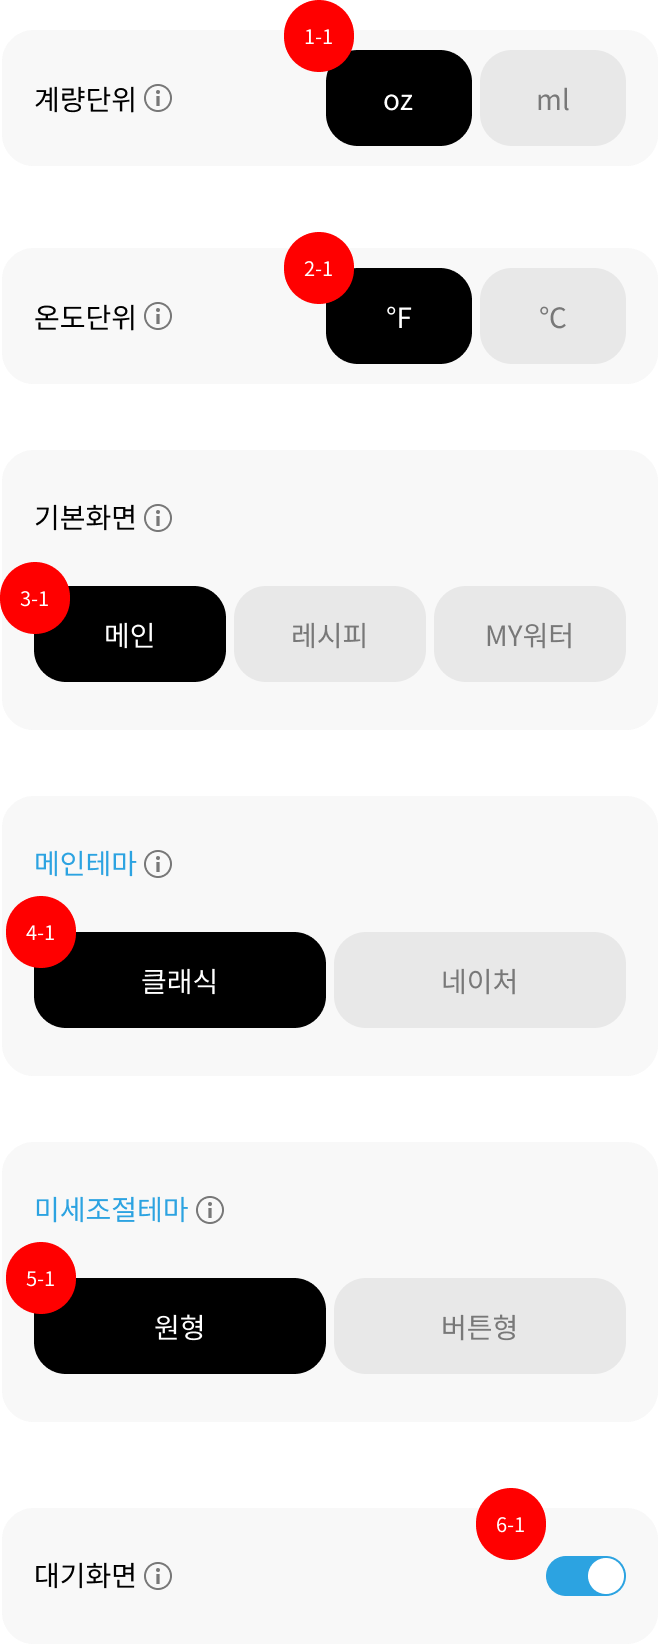 1-1
계량단위 oz ml
2-1
온도단위 °F °C
기본화면
3-1
메인 레시피 MY워터
메인테마
4-1
클래식 네이처
미세조절테마
5-1
원형 버튼형
6-1
대기화면